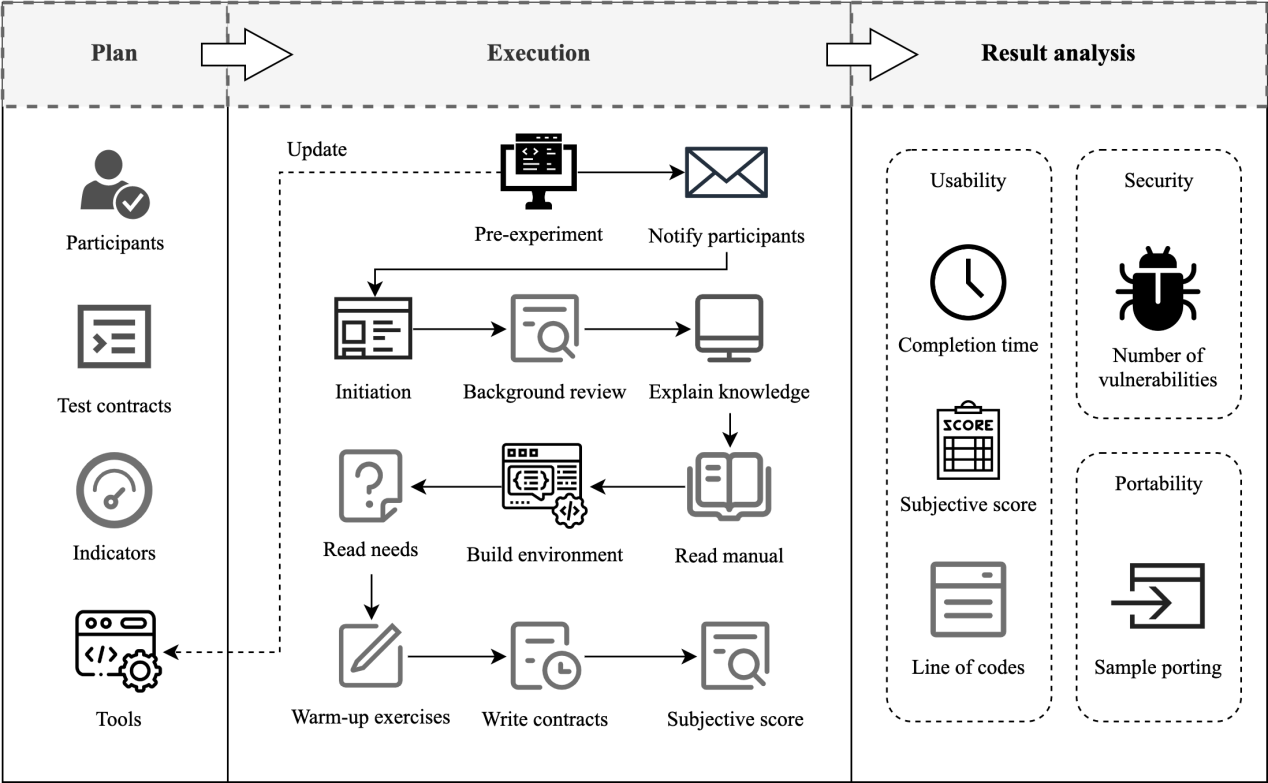 Plan
Execution
Result analysis
Participants
Test contracts
Indicators
Tools
Update
Pre-experiment
Notify participants
Initiation
Background review
Explain knowledge
Read needs
Build environment
Read manual
Warm-up exercises
Write contracts
Subjective score
Usability
Completion time
SCORE
Subjective score
Line of codes
Security
Number of
vulnerabilities
Portability
Sample porting